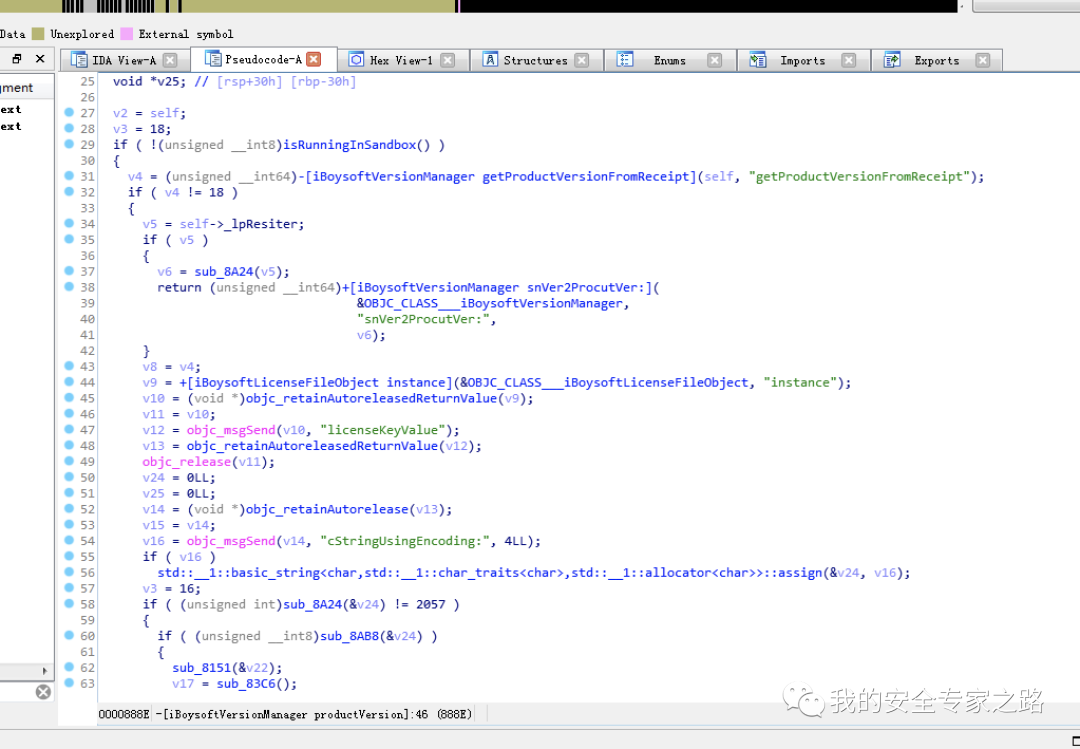 Data Unexplored External symbol
IDA View-A Pseudocode-A Hex View-1 Structures Enums Imports Exports
gment
ext
ext
25 void *v25; // [rsp+30h] [rbp-30h]
26
27 v2 = self;
28 v3 = 18;
29 if ( !(unsigned __int8)isRunningInSandbox() )
30 {
31 v4 = (unsigned __int64)-[iBoysoftVersionManager getProductVersionFromReceipt](self, "getProductVersionFromReceipt");
32 if ( v4 != 18 )
33 {
34 v5 = self->_lpResiter;
35 if ( v5 )
36 {
37 v6 = sub_8A24(v5);
38 return (unsigned __int64)+[iBoysoftVersionManager snVer2ProcutVer:](
39 &OBJC_CLASS___iBoysoftVersionManager,
40 "snVer2ProcutVer:",
41 v6);
42 }
43 v8 = v4;
44 v9 = +[iBoysoftLicenseFileObject instance](&OBJC_CLASS___iBoysoftLicenseFileObject, "instance");
45 v10 = (void *)objc_retainAutoreleasedReturnValue(v9);
46 v11 = v10;
47 v12 = objc_msgSend(v10, "licenseKeyValue");
48 v13 = objc_retainAutoreleasedReturnValue(v12);
49 objc_release(v11);
50 v24 = 0LL;
51 v25 = 0LL;
52 v14 = (void *)objc_retainAutorelease(v13);
53 v15 = v14;
54 v16 = objc_msgSend(v14, "cStringUsingEncoding:", 4LL);
55 if ( v16 )
56 std::__1::basic_string<char,std::__1::char_traits<char>,std::__1::allocator<char>>::assign(&v24, v16);
57 v3 = 16;
58 if ( (unsigned int)sub_8A24(&v24) != 2057 )
59 {
60 if ( (unsigned __int8)sub_8AB8(&v24) )
61 {
62 sub_8151(&v22);
63 v17 = sub_83C6();
0000888E -[iBoysoftVersionManager productVersion]:46 (888E)
我的安全专家之路